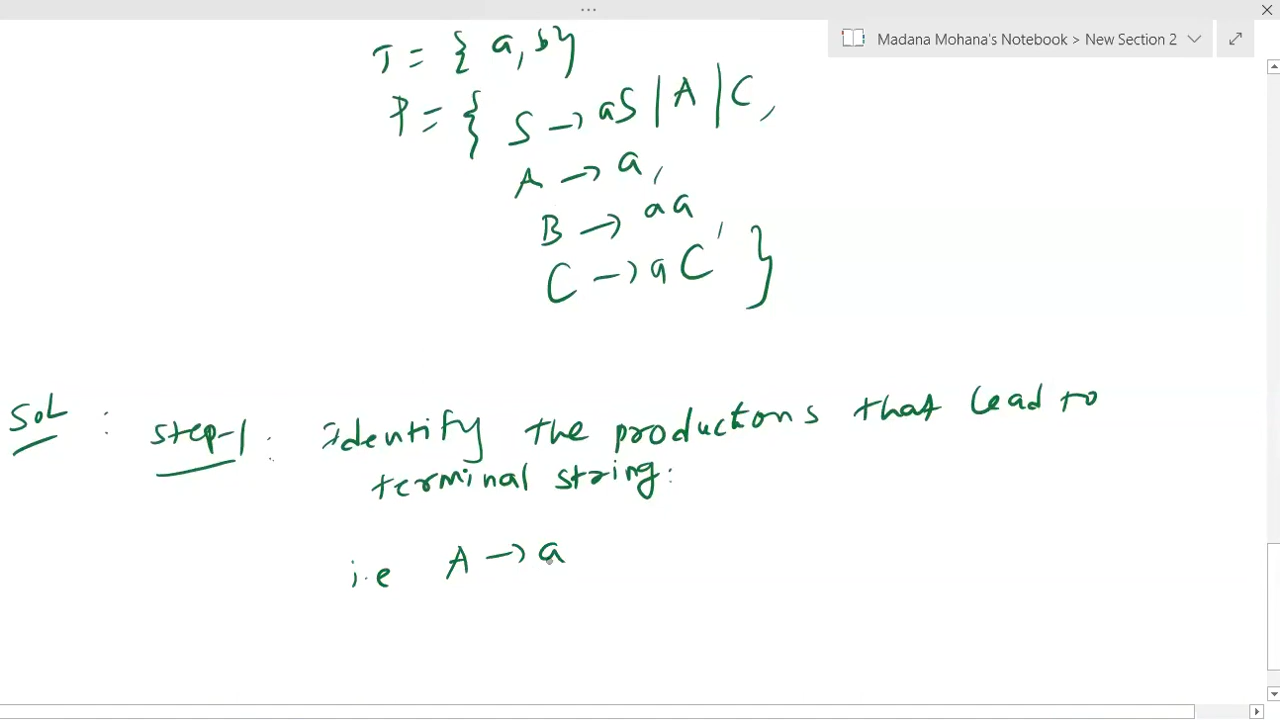 Madana Mohana's Notebook > New Section 2
T = { a, b }
P = { S → aS | A | C,
A → a,
B → aa ,
C → aC }
Sol :
Step-1: Identify the productons that lead to
terminal string:
i.e A → a